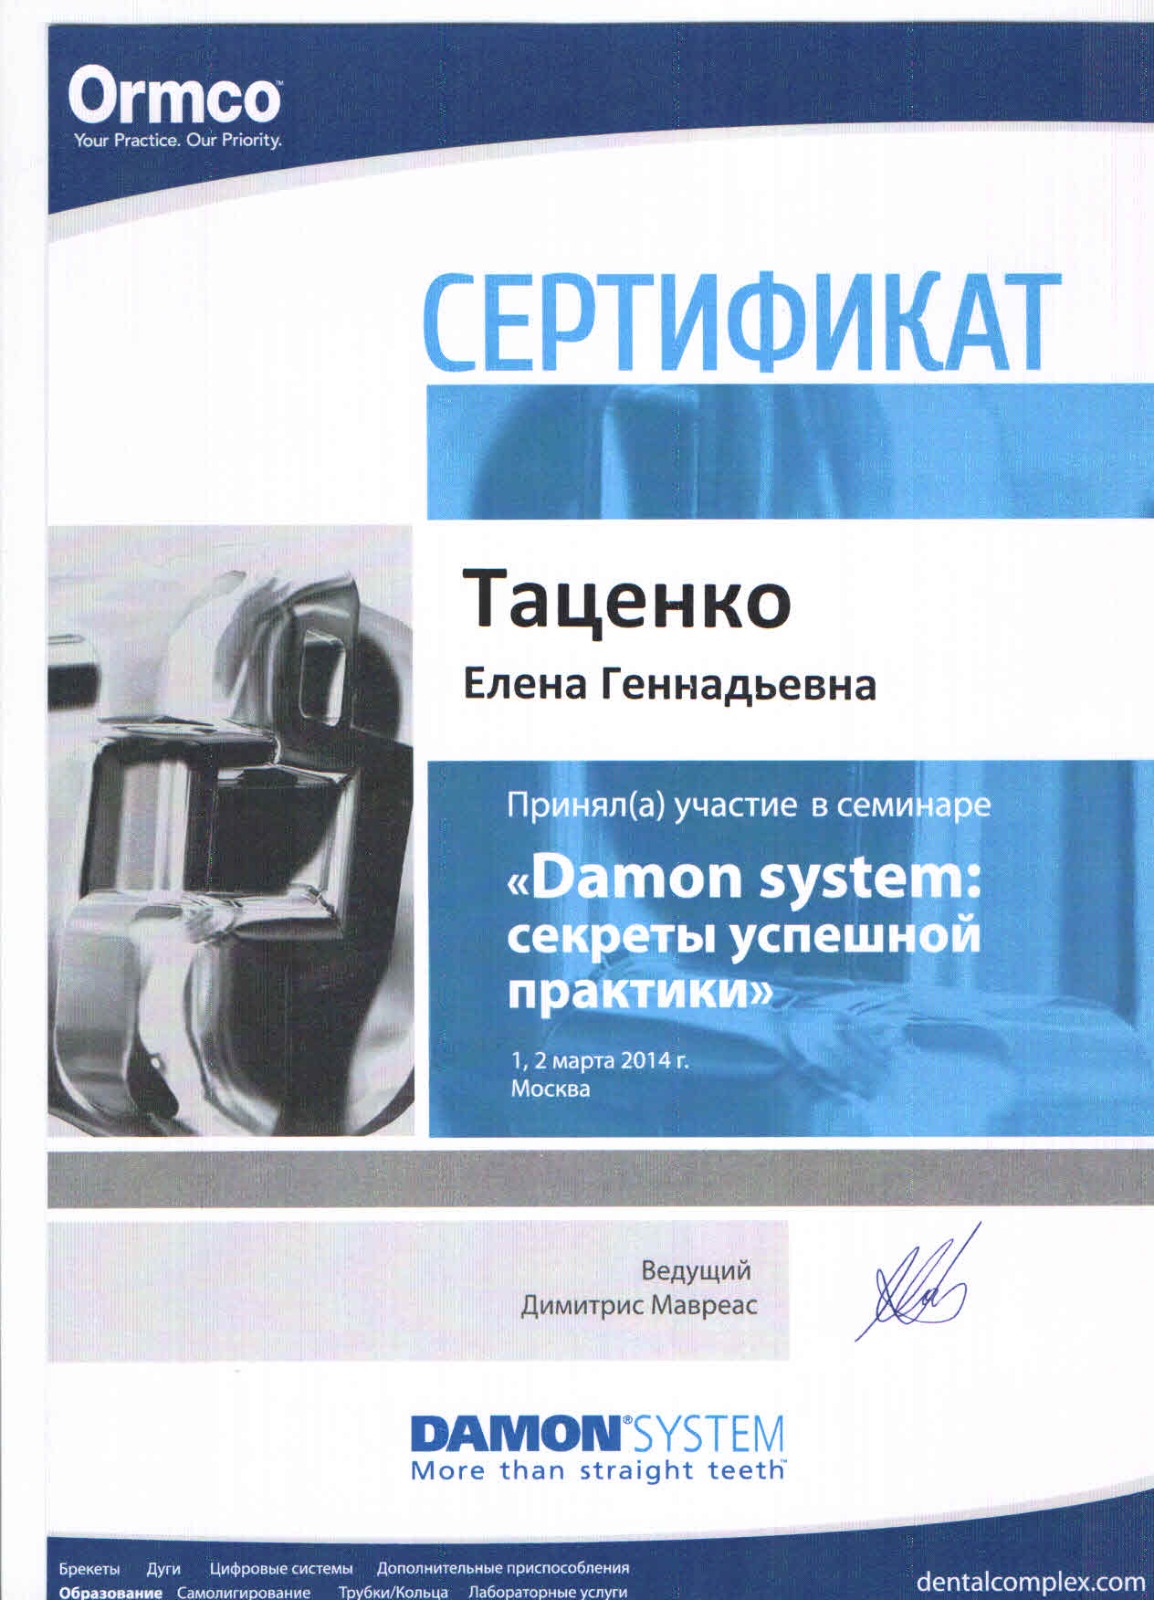 Ormco™
Your Practice. Our Priority.
СЕРТИФИКАТ
Таценко
Елена Геннадьевна
Принял(а) участие в семинаре
«Damon system:
секреты успешной
практики»
1, 2 марта 2014 г.
Москва
Ведущий
Димитрис Мавреас
DAMON®SYSTEM
More than straight teeth™
Брекеты Дуги Цифровые системы Дополнительные приспособления
Образование Самолигирование Трубки/Кольца Лабораторные услуги
dentalcomplex.com